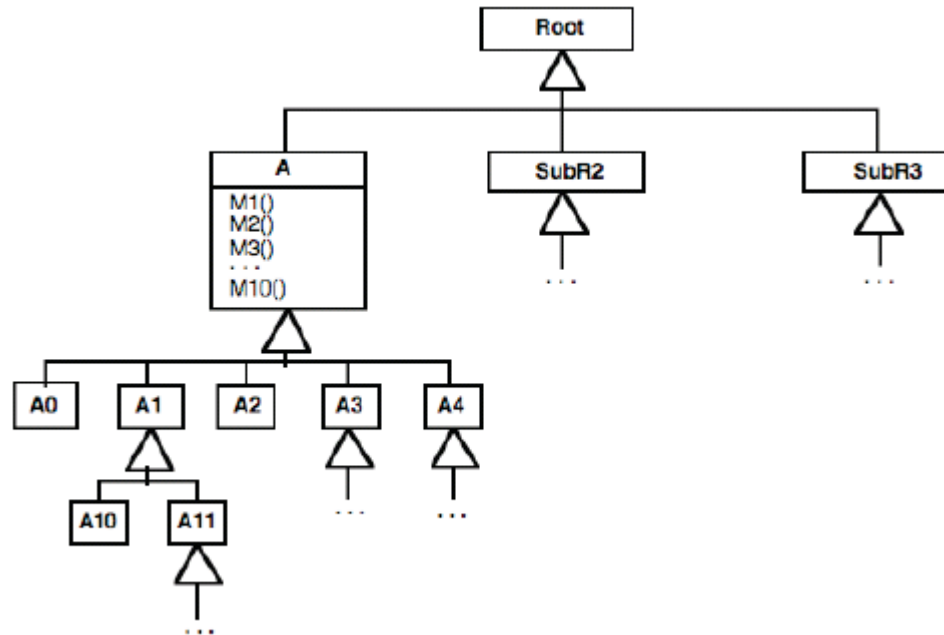 Root
A
SubR2
SubR3
M1()
M2()
M3()
...
M10()
...
...
A0
A1
A2
A3
A4
A10
A11
...
...
...